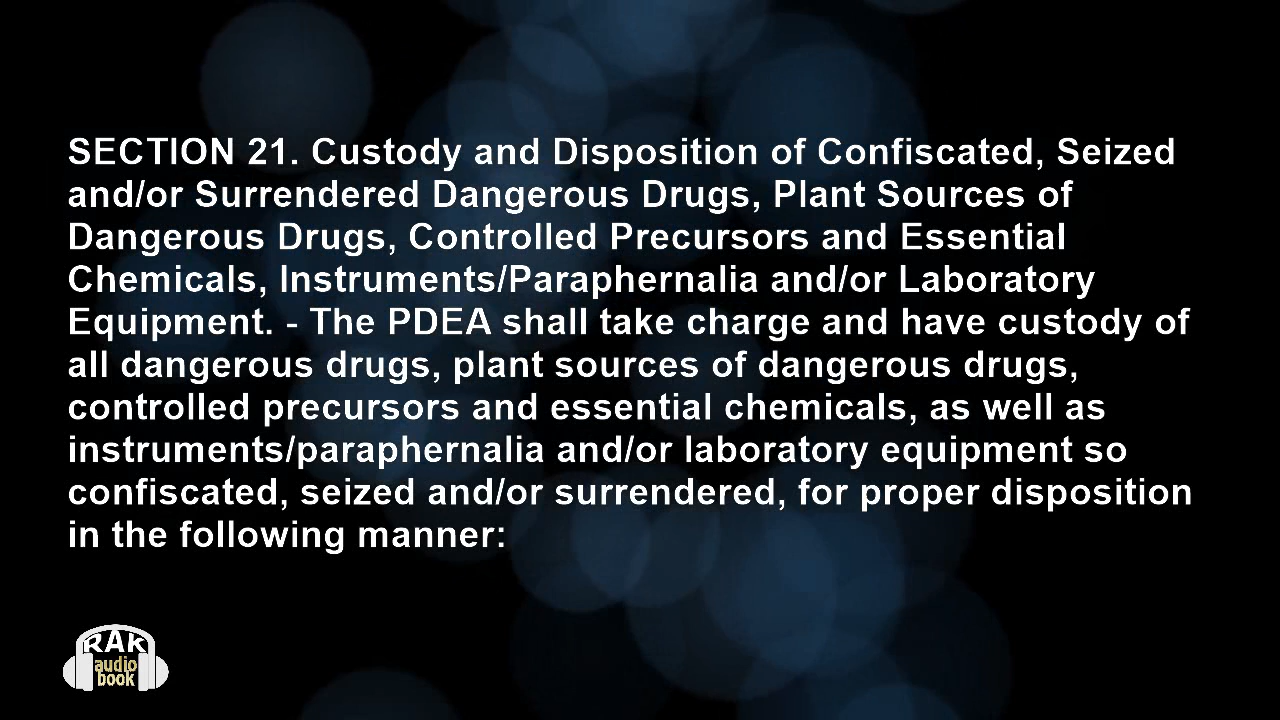 SECTION 21. Custody and Disposition of Confiscated, Seized
and/or Surrendered Dangerous Drugs, Plant Sources of
Dangerous Drugs, Controlled Precursors and Essential
Chemicals, Instruments/Paraphernalia and/or Laboratory
Equipment. - The PDEA shall take charge and have custody of
all dangerous drugs, plant sources of dangerous drugs,
controlled precursors and essential chemicals, as well as
instruments/paraphernalia and/or laboratory equipment so
confiscated, seized and/or surrendered, for proper disposition
in the following manner:
RAK
audio
book